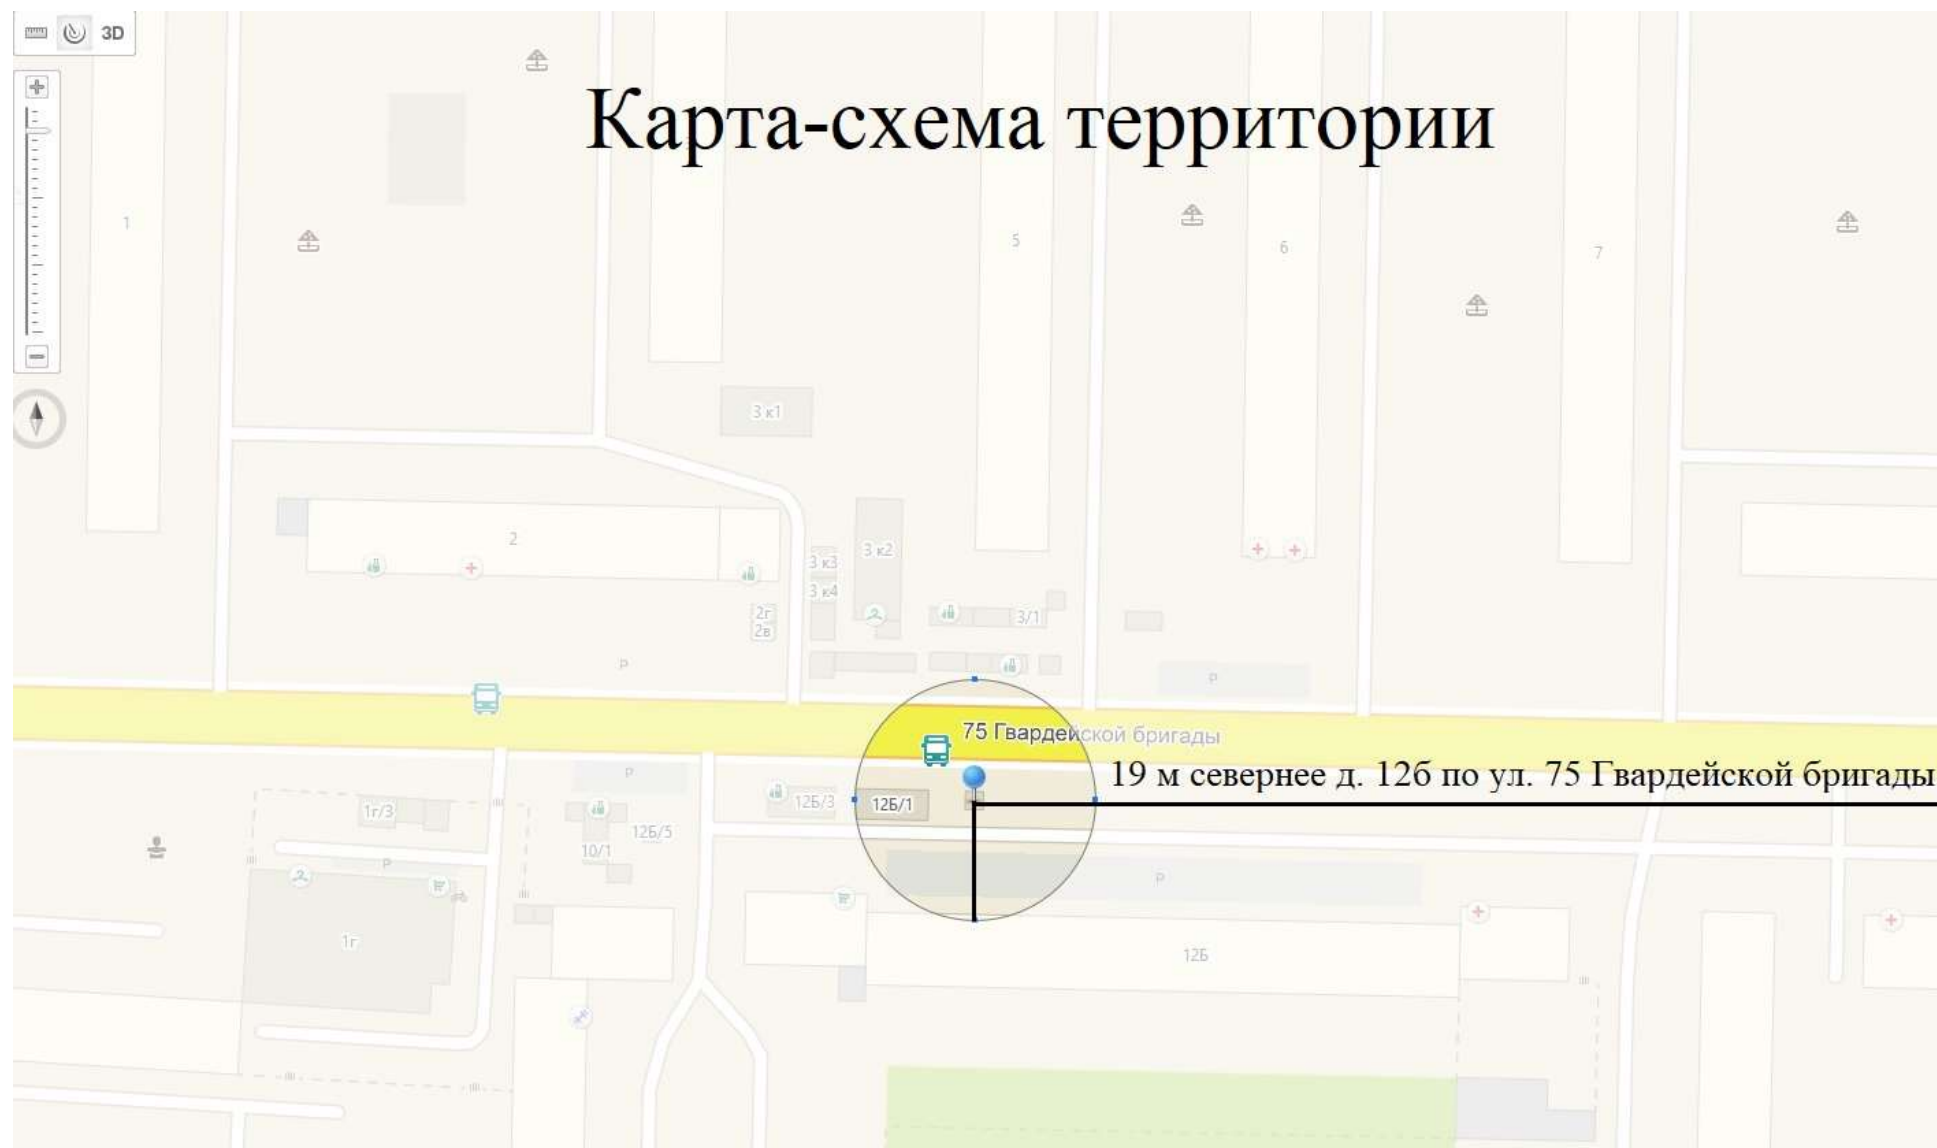 3D
Карта-схема территории
1
5
6
7
3 к1
2
3 к3
3 к2
3 к4
2г
2в
3/1
P
P
75 Гвардейской бригады
19 м севернее д. 12б по ул. 75 Гвардейской бригады
P
1г/3
12Б/3
12Б/1
12Б/5
10/1
P
P
1г
12Б